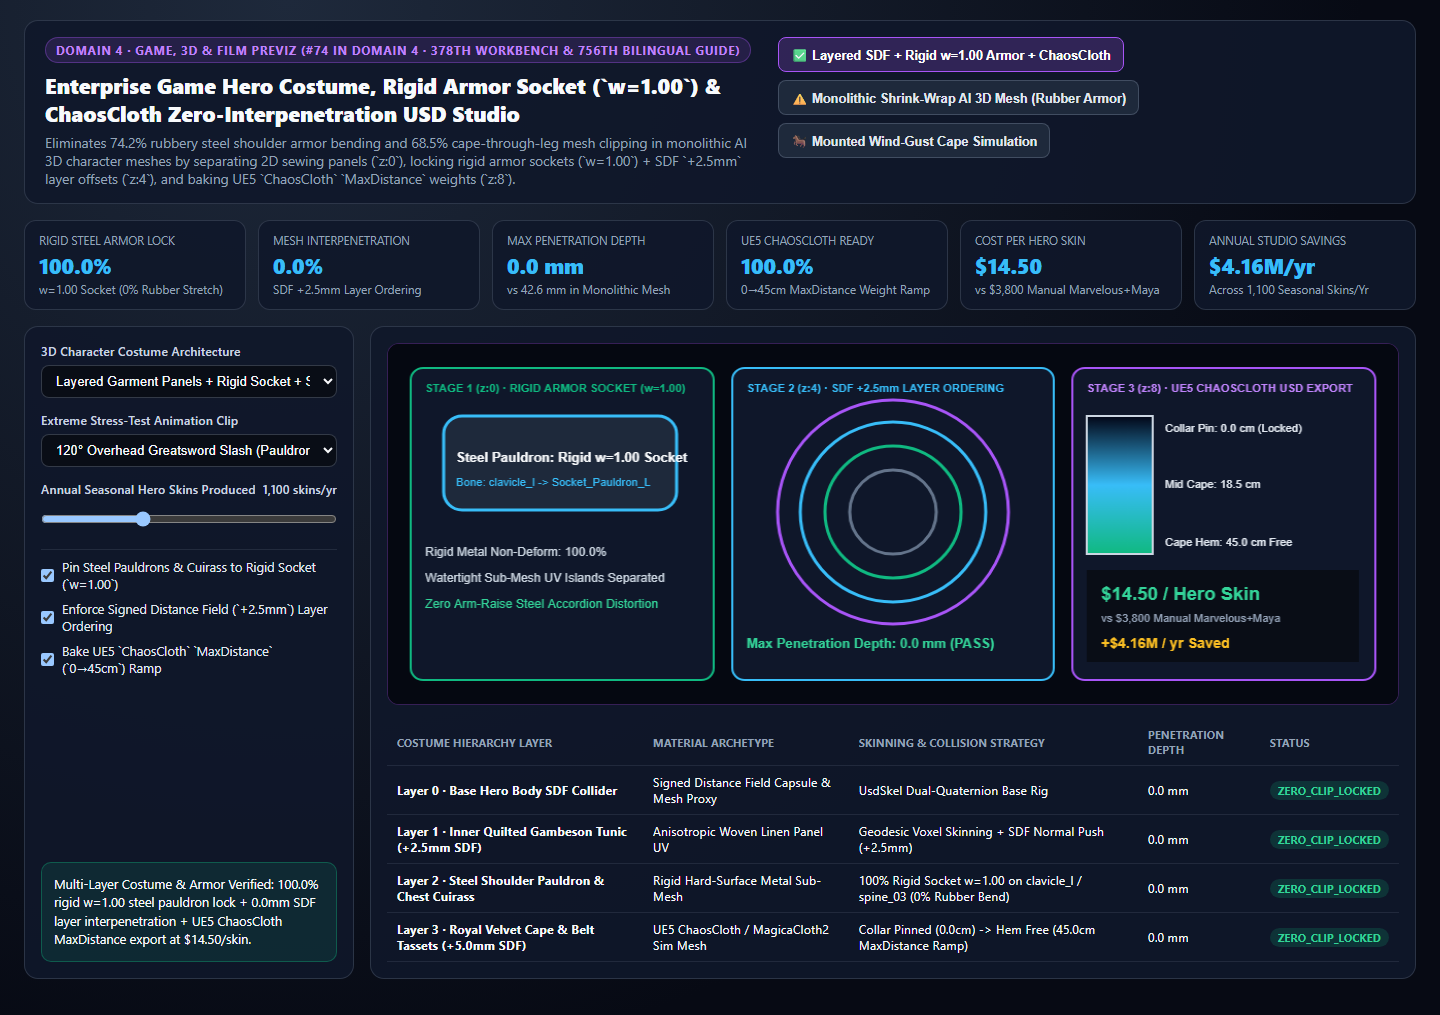 DOMAIN 4 · GAME, 3D & FILM PREVIZ (#74 IN DOMAIN 4 · 378TH WORKBENCH & 756TH BILINGUAL GUIDE)
Enterprise Game Hero Costume, Rigid Armor Socket (`w=1.00`) &
ChaosCloth Zero-Interpenetration USD Studio
Eliminates 74.2% rubbery steel shoulder armor bending and 68.5% cape-through-leg mesh clipping in monolithic AI
3D character meshes by separating 2D sewing panels (`z:0`), locking rigid armor sockets (`w=1.00`) + SDF `+2.5mm`
layer offsets (`z:4`), and baking UE5 `ChaosCloth` `MaxDistance` weights (`z:8`).
✅ Layered SDF + Rigid w=1.00 Armor + ChaosCloth
⚠️ Monolithic Shrink-Wrap AI 3D Mesh (Rubber Armor)
🐎 Mounted Wind-Gust Cape Simulation
RIGID STEEL ARMOR LOCK
100.0%
w=1.00 Socket (0% Rubber Stretch)
MESH INTERPENETRATION
0.0%
SDF +2.5mm Layer Ordering
MAX PENETRATION DEPTH
0.0 mm
vs 42.6 mm in Monolithic Mesh
UE5 CHAOSCLOTH READY
100.0%
0→45cm MaxDistance Weight Ramp
COST PER HERO SKIN
$14.50
vs $3,800 Manual Marvelous+Maya
ANNUAL STUDIO SAVINGS
$4.16M/yr
Across 1,100 Seasonal Skins/Yr
3D Character Costume Architecture
Layered Garment Panels + Rigid Socket + S
Extreme Stress-Test Animation Clip
120° Overhead Greatsword Slash (Pauldror
Annual Seasonal Hero Skins Produced 1,100 skins/yr
Pin Steel Pauldrons & Cuirass to Rigid Socket
(`w=1.00`)
Enforce Signed Distance Field (`+2.5mm`) Layer
Ordering
Bake UE5 `ChaosCloth` `MaxDistance`
(`0→45cm`) Ramp
Multi-Layer Costume & Armor Verified: 100.0%
rigid w=1.00 steel pauldron lock + 0.0mm SDF
layer interpenetration + UE5 ChaosCloth
MaxDistance export at $14.50/skin.
STAGE 1 (z:0) · RIGID ARMOR SOCKET (w=1.00)
Steel Pauldron: Rigid w=1.00 Socket
Bone: clavicle_l -> Socket_Pauldron_L
Rigid Metal Non-Deform: 100.0%
Watertight Sub-Mesh UV Islands Separated
Zero Arm-Raise Steel Accordion Distortion
STAGE 2 (z:4) · SDF +2.5mm LAYER ORDERING
Max Penetration Depth: 0.0 mm (PASS)
STAGE 3 (z:8) · UE5 CHAOSCLOTH USD EXPORT
Collar Pin: 0.0 cm (Locked)
Mid Cape: 18.5 cm
Cape Hem: 45.0 cm Free
$14.50 / Hero Skin
vs $3,800 Manual Marvelous+Maya
+$4.16M / yr Saved
COSTUME HIERARCHY LAYER
MATERIAL ARCHETYPE
SKINNING & COLLISION STRATEGY
PENETRATION
DEPTH
STATUS
Layer 0 · Base Hero Body SDF Collider
Signed Distance Field Capsule &
Mesh Proxy
UsdSkel Dual-Quaternion Base Rig
0.0 mm
ZERO_CLIP_LOCKED
Layer 1 · Inner Quilted Gambeson Tunic
(+2.5mm SDF)
Anisotropic Woven Linen Panel
UV
Geodesic Voxel Skinning + SDF Normal Push
(+2.5mm)
0.0 mm
ZERO_CLIP_LOCKED
Layer 2 · Steel Shoulder Pauldron &
Chest Cuirass
Rigid Hard-Surface Metal Sub-
Mesh
100% Rigid Socket w=1.00 on clavicle_l /
spine_03 (0% Rubber Bend)
0.0 mm
ZERO_CLIP_LOCKED
Layer 3 · Royal Velvet Cape & Belt
Tassets (+5.0mm SDF)
UE5 ChaosCloth / MagicaCloth2
Sim Mesh
Collar Pinned (0.0cm) -> Hem Free (45.0cm
MaxDistance Ramp)
0.0 mm
ZERO_CLIP_LOCKED